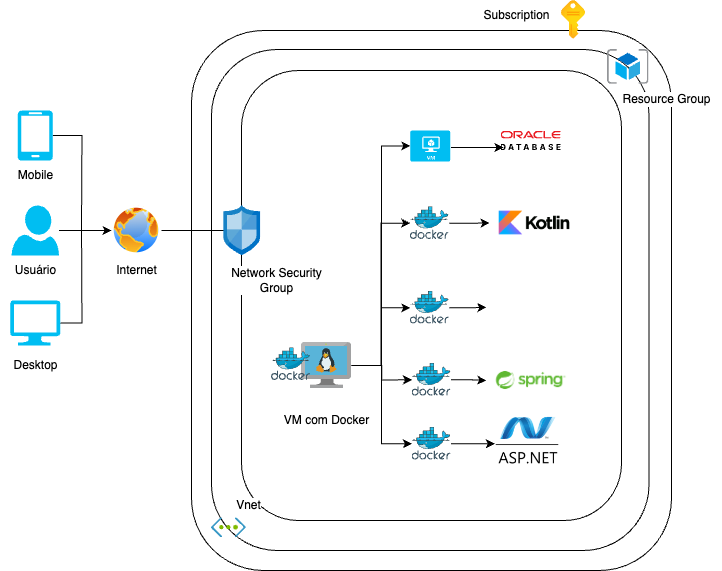 Subscription
Resource Group
Mobile
Usuário
Desktop
Internet
Network Security
Group
VM
ORACLE
DATABASE
docker
Kotlin
docker
docker
VM com Docker
docker
spring
docker
ASP.NET
Vnet